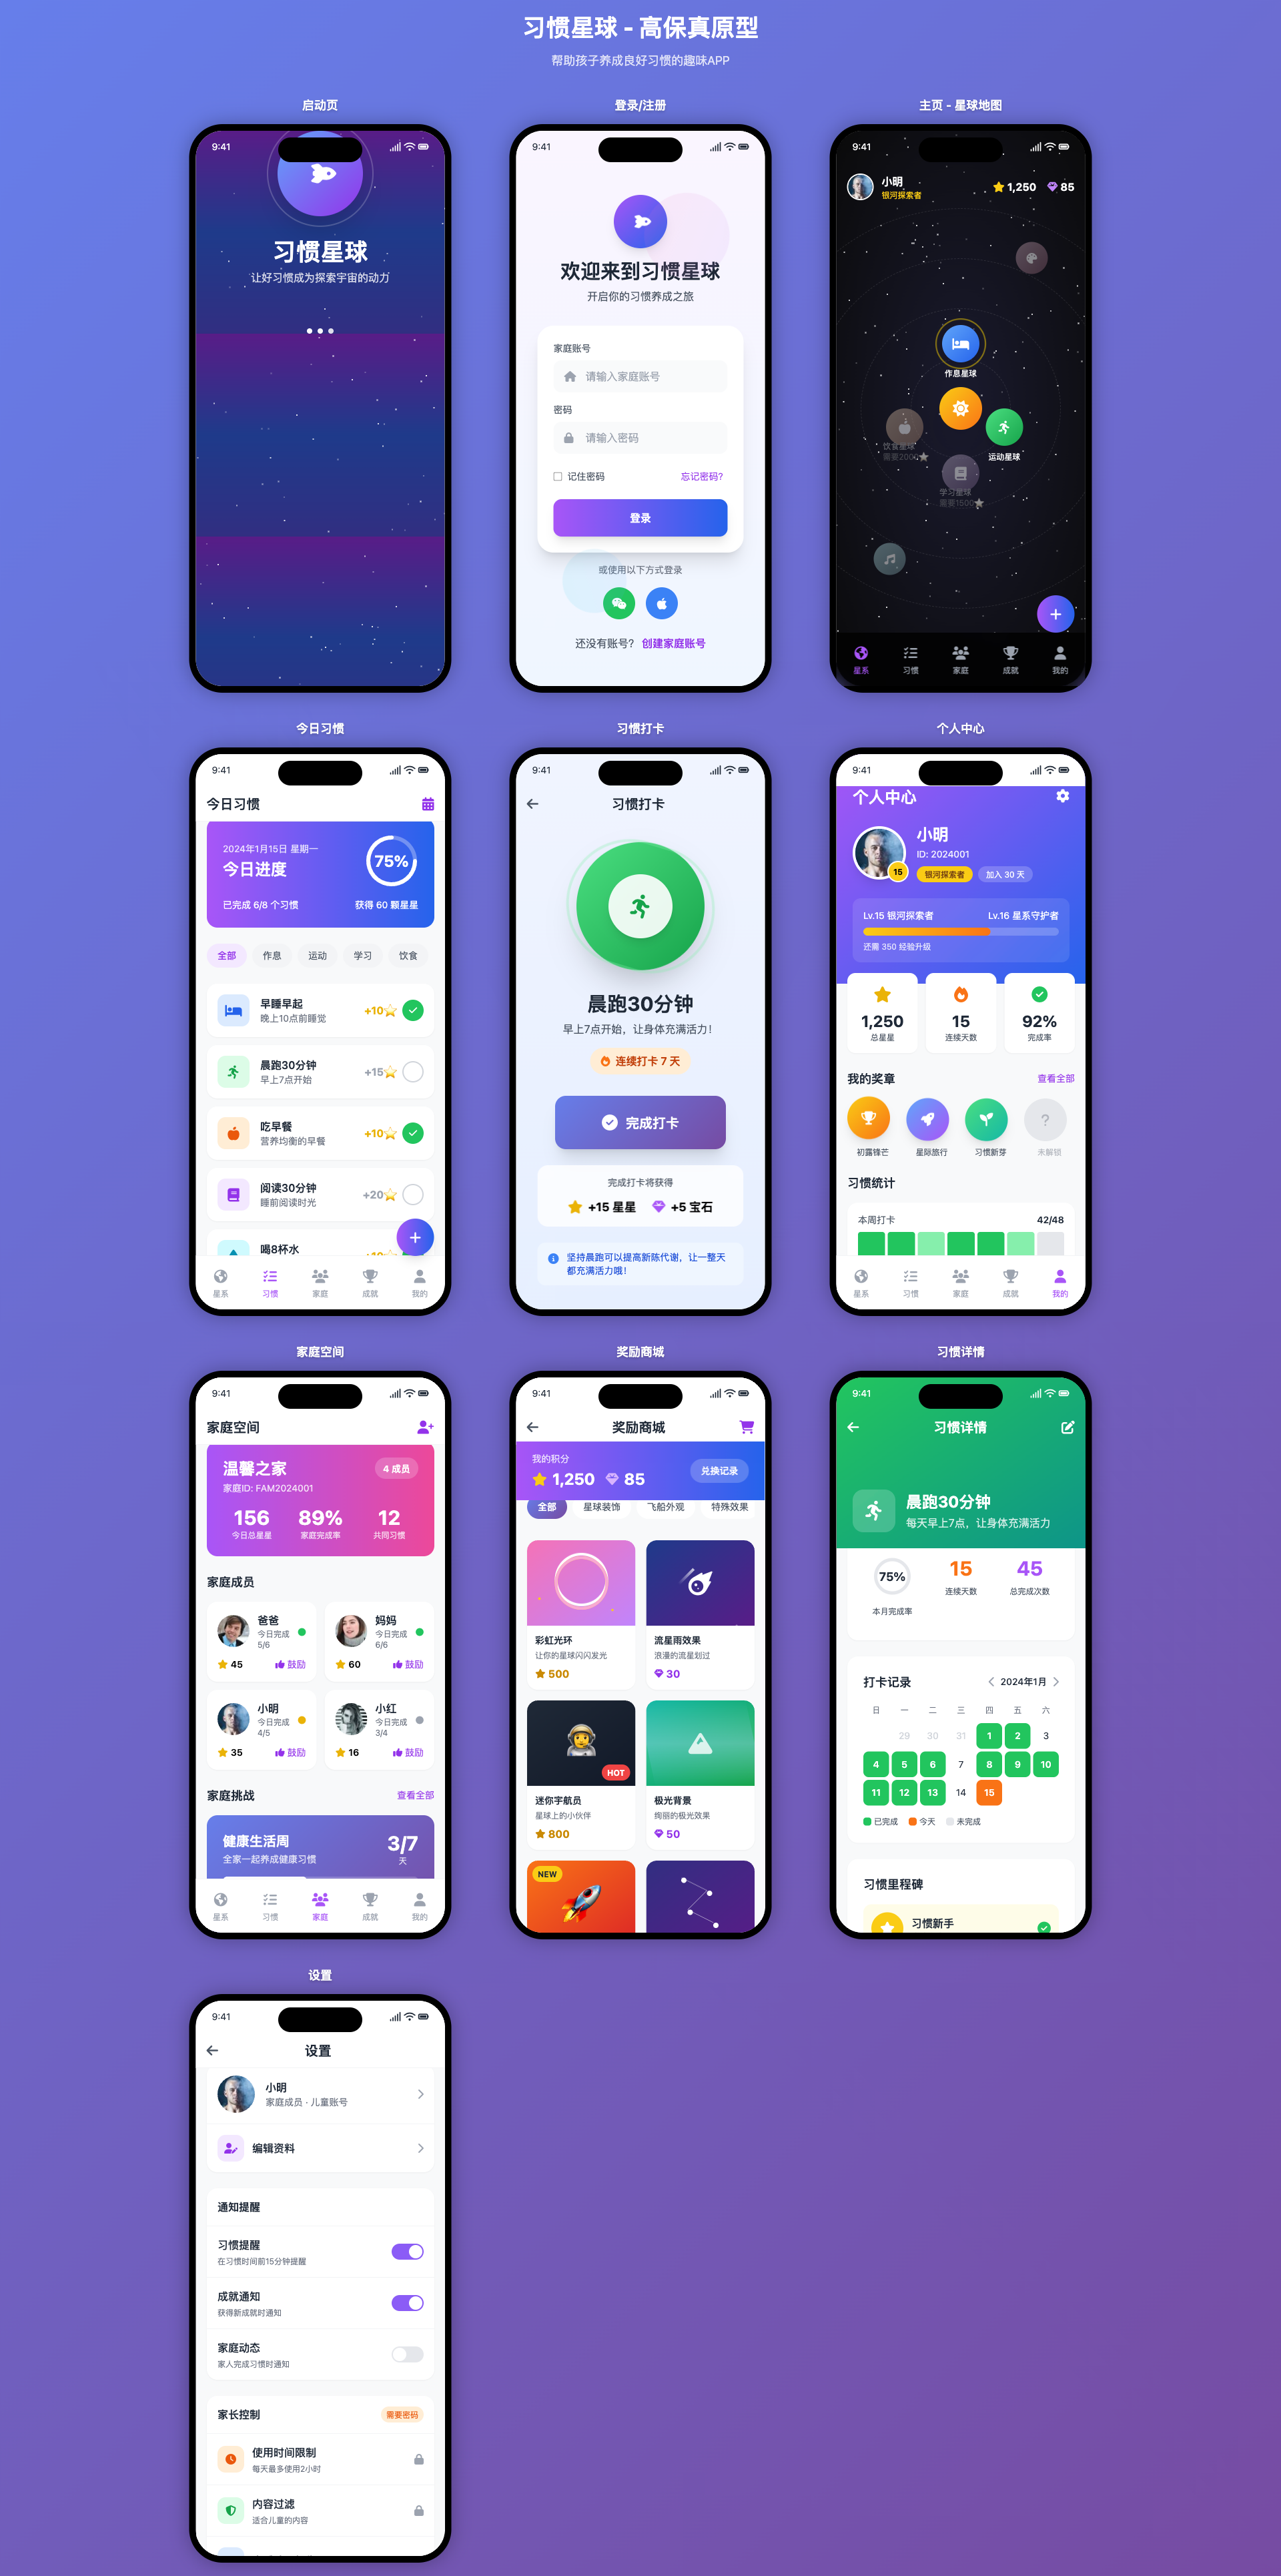 习惯星球 - 高保真原型
帮助孩子养成良好习惯的趣味APP
启动页
9:41
习惯星球
让好习惯成为探索宇宙的动力
登录/注册
9:41
欢迎来到习惯星球
开启你的习惯养成之旅
家庭账号
请输入家庭账号
密码
请输入密码
记住密码 忘记密码?
登录
或使用以下方式登录
还没有账号? 创建家庭账号
主页 - 星球地图
9:41
小明
银河探索者
1,250 85
作息星球
饮食星球
需要2000
运动星球
学习星球
需要1500
星系 习惯 家庭 成就 我的
今日习惯
9:41
今日习惯
2024年1月15日 星期一
今日进度
75%
已完成 6/8 个习惯 获得 60 颗星星
全部 作息 运动 学习 饮食
早睡早起
晚上10点前睡觉
+10
晨跑30分钟
早上7点开始
+15
吃早餐
营养均衡的早餐
+10
阅读30分钟
睡前阅读时光
+20
喝8杯水
星系 习惯 家庭 成就 我的
习惯打卡
9:41
习惯打卡
晨跑30分钟
早上7点开始，让身体充满活力！
连续打卡 7 天
完成打卡
完成打卡将获得
+15 星星 +5 宝石
坚持晨跑可以提高新陈代谢，让一整天
都充满活力哦！
个人中心
9:41
个人中心
小明
ID: 2024001
15
银河探索者 加入 30 天
Lv.15 银河探索者 Lv.16 星系守护者
还需 350 经验升级
1,250 15 92%
总星星 连续天数 完成率
我的奖章 查看全部
?
初露锋芒 星际旅行 习惯新芽 未解锁
习惯统计
本周打卡 42/48
星系 习惯 家庭 成就 我的
家庭空间
9:41
家庭空间
温馨之家 4 成员
家庭ID: FAM2024001
156 89% 12
今日总星星 家庭完成率 共同习惯
家庭成员
爸爸
今日完成
5/6
45 鼓励
妈妈
今日完成
6/6
60 鼓励
小明
今日完成
4/5
35 鼓励
小红
今日完成
3/4
16 鼓励
家庭挑战 查看全部
健康生活周
全家一起养成健康习惯
3/7
天
星系 习惯 家庭 成就 我的
奖励商城
9:41
奖励商城
我的积分
1,250 85
兑换记录
全部 星球装饰 飞船外观 特殊效果
彩虹光环
让你的星球闪闪发光
500
流星雨效果
浪漫的流星划过
30
HOT
迷你宇航员
星球上的小伙伴
800
极光背景
绚丽的极光效果
50
NEW
习惯详情
9:41
习惯详情
晨跑30分钟
每天早上7点，让身体充满活力
75% 15 45
本月完成率 连续天数 总完成次数
打卡记录 2024年1月
日 一 二 三 四 五 六
29 30 31 1 2 3
4 5 6 7 8 9 10
11 12 13 14 15
已完成 今天 未完成
习惯里程碑
习惯新手
设置
9:41
设置
小明
家庭成员 · 儿童账号
编辑资料
通知提醒
习惯提醒
在习惯时间前15分钟提醒
成就通知
获得新成就时通知
家庭动态
家人完成习惯时通知
家长控制 需要密码
使用时间限制
每天最多使用2小时
内容过滤
适合儿童的内容